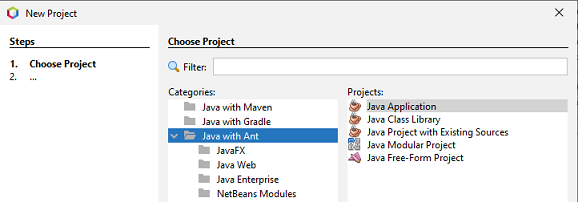 New Project
Steps
1. Choose Project
2. ...
Choose Project
Filter:
Categories:
Java with Maven
Java with Gradle
Java with Ant
JavaFX
Java Web
Java Enterprise
NetBeans Modules
Projects:
Java Application
Java Class Library
Java Project with Existing Sources
Java Modular Project
Java Free-Form Project